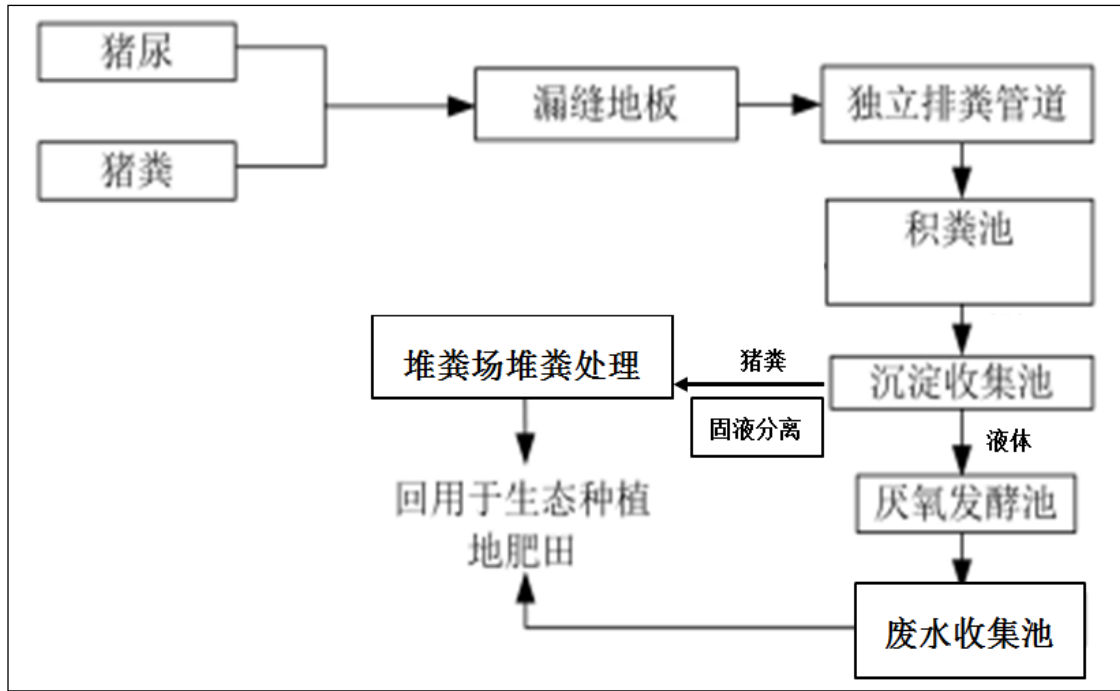 猪尿
猪粪
漏缝地板
独立排粪管道
积粪池
沉淀收集池
猪粪
固液分离
堆粪场堆粪处理
液体
厌氧发酵池
废水收集池
回用于生态种植
地肥田